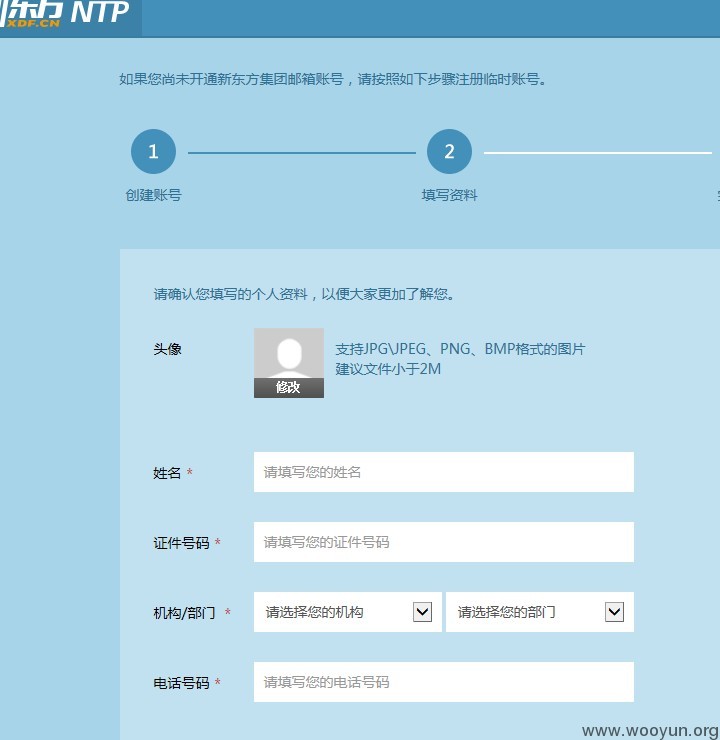 东方 NTP
XDF.CN
如果您尚未开通新东方集团邮箱账号，请按照如下步骤注册临时账号。
1
2
创建账号
填写资料
请确认您填写的个人资料，以便大家更加了解您。
头像
支持JPG\JPEG、PNG、BMP格式的图片
建议文件小于2M
修改
姓名 *
请填写您的姓名
证件号码 *
请填写您的证件号码
机构/部门 *
请选择您的机构
请选择您的部门
电话号码 *
请填写您的电话号码
www.wooyun.org